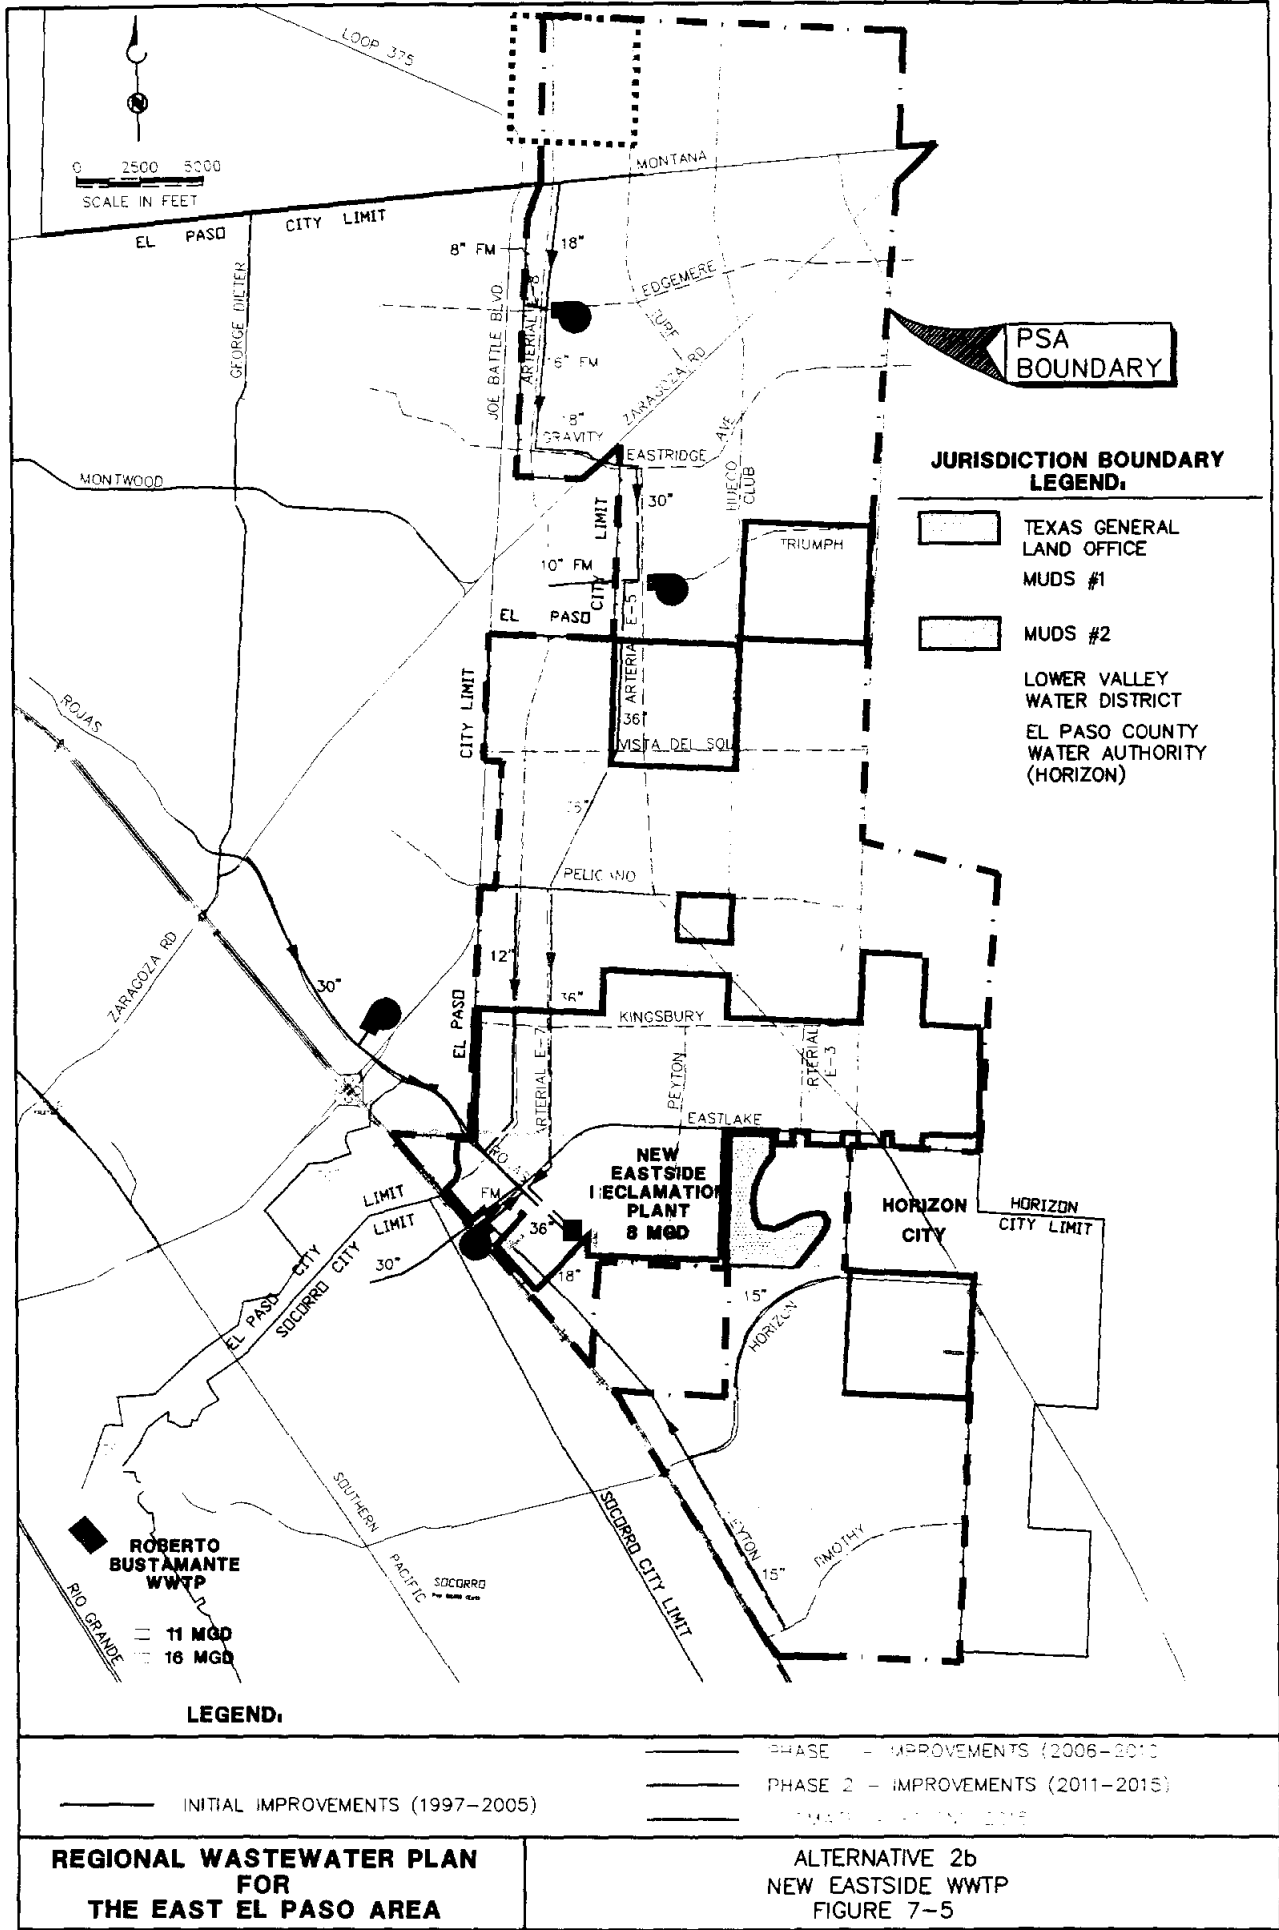 LOOP 375
0 2500 5000
SCALE IN FEET
MONTANA
EL PASO CITY LIMIT
8" FM
18"
EDGEMERE
GEORGE DIETER
JOE BATTLE BLVD.
ARTERIAL
ZARAGOZA RD
PSA
BOUNDARY
FM
18"
GRAVITY
EASTRIDGE
AVE
HUECO
CLUB
JURISDICTION BOUNDARY
LEGEND:
MONTWOOD
30"
CITY LIMIT
TRIUMPH
TEXAS GENERAL
LAND OFFICE
MUDS #1
10" FM
EL PASO
ARTERIAL E-5
MUDS #2
LOWER VALLEY
WATER DISTRICT
EL PASO COUNTY
WATER AUTHORITY
(HORIZON)
ROJAS
CITY LIMIT
36"
VISTA DEL SOL
ZARAGOZA RD
30"
12"
36"
EL PASO
KINGSBURY
ARTERIAL E-7
PEYTON
E-3
EASTLAKE
NEW
EASTSIDE
RECLAMATION
PLANT
8 MGD
HORIZON
CITY
HORIZON
CITY LIMIT
LIMIT
LIMIT
FM
36"
30"
18"
15"
HORIZON
EL PASO CITY
SOCORRO CITY
SOUTHERN
PACIFIC
SOCORRO
SOCORRO CITY LIMIT
15"
TIMOTHY
ROBERTO
BUSTAMANTE
WWTP
RIO GRANDE
11 MGD
16 MGD
LEGEND:
INITIAL IMPROVEMENTS (1997-2005)
PHASE - IMPROVEMENTS (2006-2010
PHASE 2 - IMPROVEMENTS (2011-2015)
REGIONAL WASTEWATER PLAN
FOR
THE EAST EL PASO AREA
ALTERNATIVE 2b
NEW EASTSIDE WWTP
FIGURE 7-5